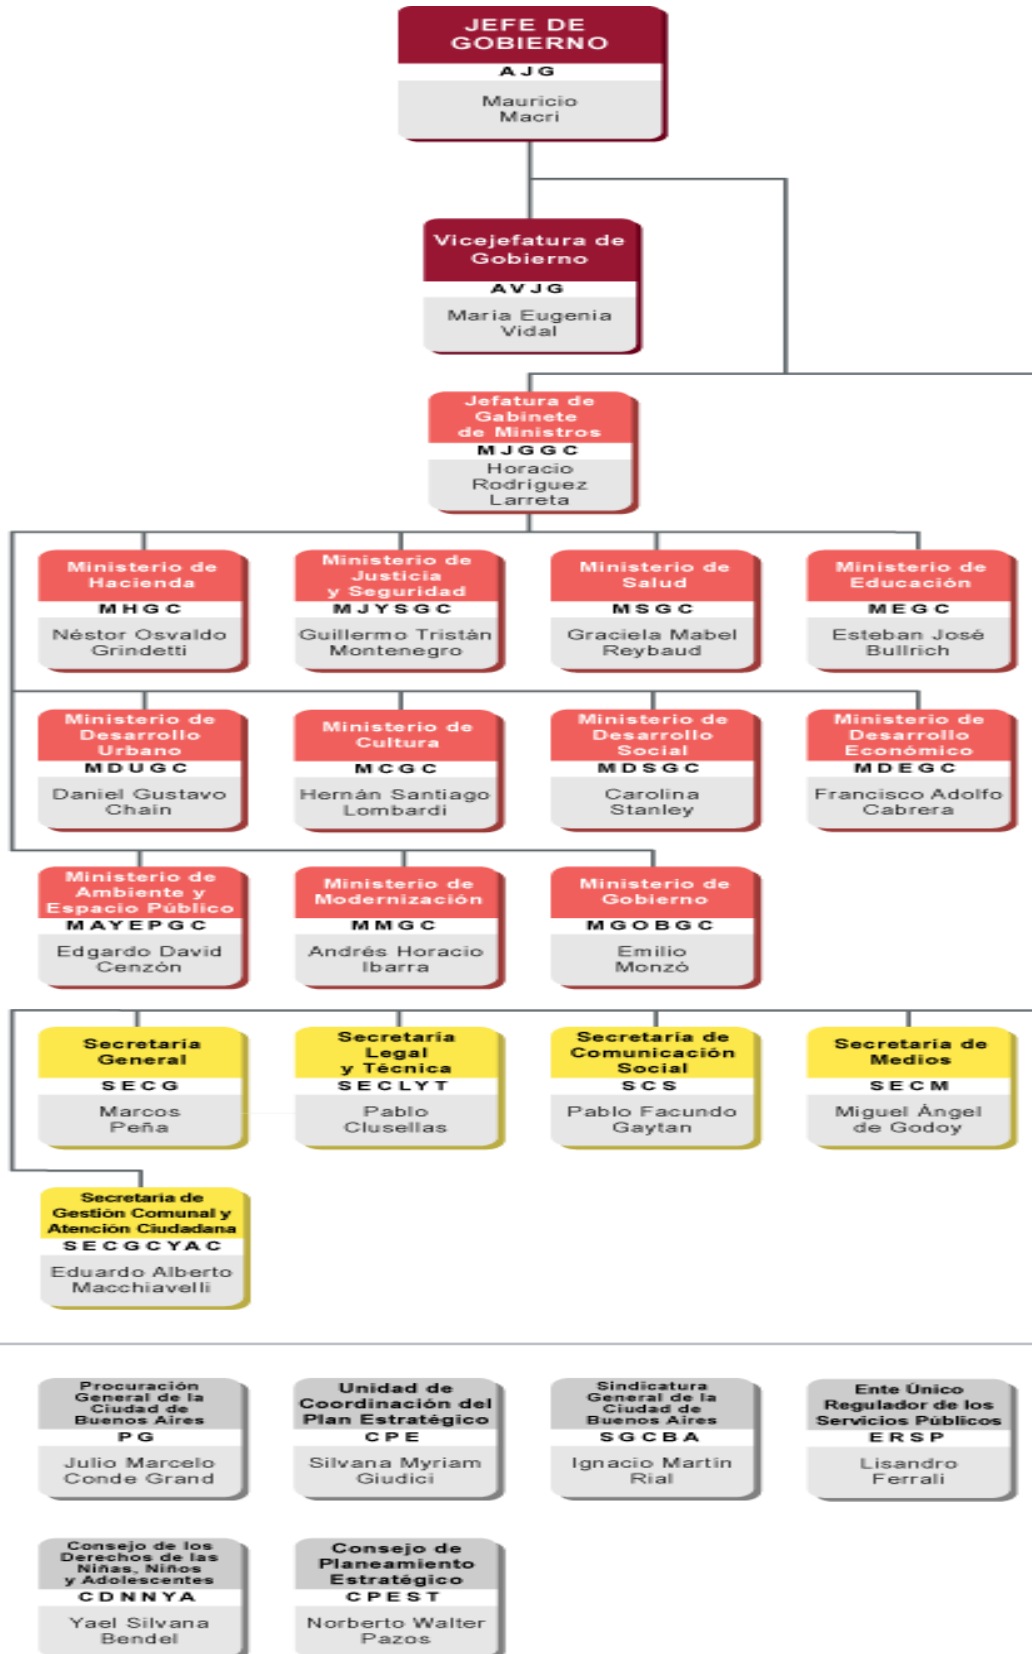 JEFE DE
GOBIERNO
AJG
Mauricio
Macri
Vicejefatura de
Gobierno
AVJG
Maria Eugenia
Vidal
Jefatura de
Gabinete
de Ministros
MJGGC
Horacio
Rodriguez
Larreta
Ministerio de
Hacienda
MHGC
Néstor Osvaldo
Grindetti
Ministerio de
Justicia
y Seguridad
MJYSGC
Guillermo Tristán
Montenegro
Ministerio de
Salud
MSGC
Graciela Mabel
Reybaud
Ministerio de
Educación
MEGC
Esteban José
Bullrich
Ministerio de
Desarrollo
Urbano
MDUGC
Daniel Gustavo
Chain
Ministerio de
Cultura
MCGC
Hernán Santiago
Lombardi
Ministerio de
Desarrollo
Social
MDSGC
Carolina
Stanley
Ministerio de
Desarrollo
Económico
MDEGC
Francisco Adolfo
Cabrera
Ministerio de
Ambiente y
Espacio Público
MAYEPGC
Edgardo David
Cenzón
Ministerio de
Modernización
MMGC
Andrés Horacio
Ibarra
Ministerio de
Gobierno
MGOBGC
Emilio
Monzó
Secretaría
General
SECG
Marcos
Peña
Secretaría
Legal
y Técnica
SECLYT
Pablo
Clusellas
Secretaría de
Comunicación
Social
SCS
Pablo Facundo
Gaytan
Secretaría de
Medios
SECM
Miguel Ángel
de Godoy
Secretaría de
Gestión Comunal y
Atención Ciudadana
SECGCYAC
Eduardo Alberto
Macchiavelli
Procuración
General de la
Ciudad de
Buenos Aires
PG
Julio Marcelo
Conde Grand
Unidad de
Coordinación del
Plan Estratégico
CPE
Silvana Myriam
Giudici
Sindicatura
General de la
Ciudad de
Buenos Aires
SGCBA
Ignacio Martín
Rial
Ente Único
Regulador de los
Servicios Públicos
ERSP
Lisandro
Ferrali
Consejo de los
Derechos de las
Niñas, Niños
y Adolescentes
CDNNYA
Yael Silvana
Bendel
Consejo de
Planeamiento
Estratégico
CPEST
Norberto Walter
Pazos